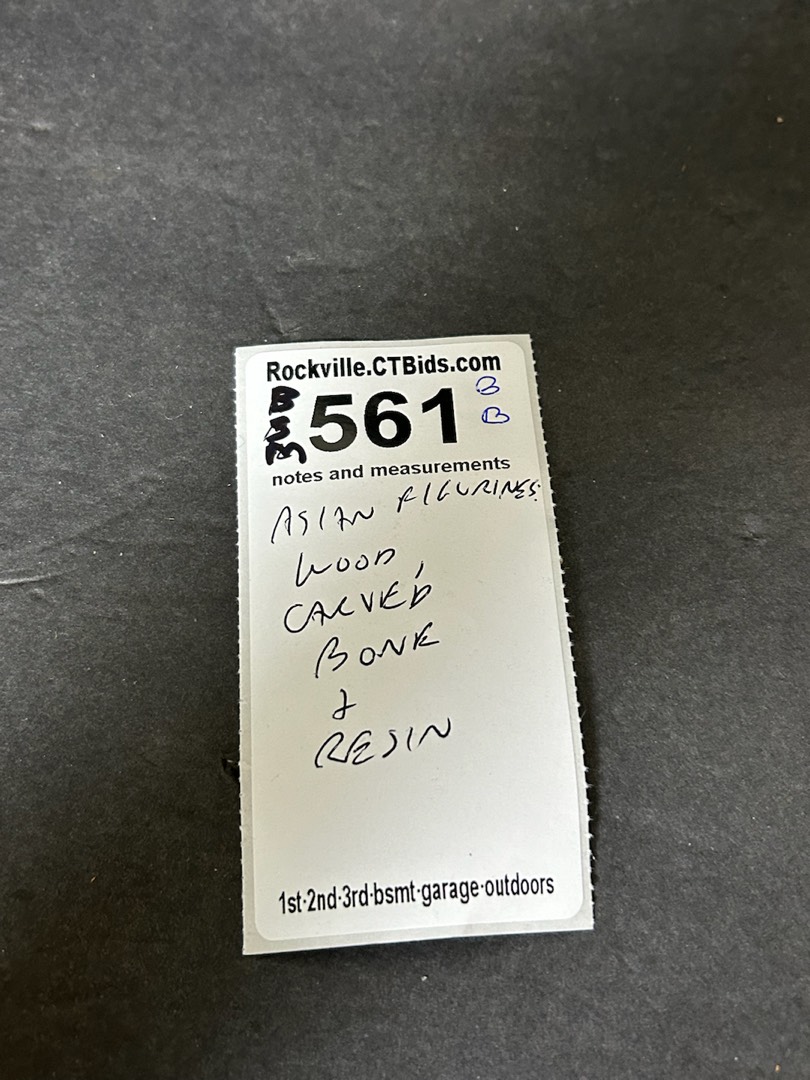 Rockville.CTBids.com
561
B
B
notes and measurements
ASIAN FIGURINES:
WOOD,
CARVED
BONE
&
RESIN
1st·2nd·3rd·bsmt·garage·outdoors